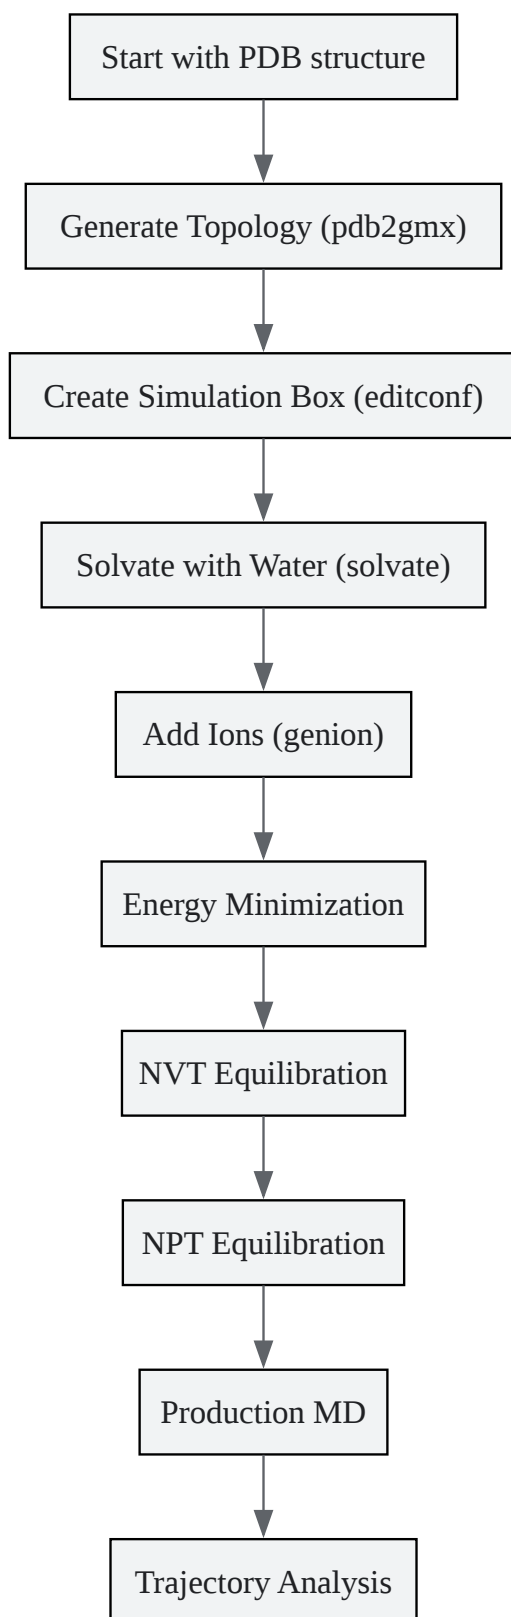 Start with PDB structure
Generate Topology (pdb2gmx)
Create Simulation Box (editconf)
Solvate with Water (solvate)
Add Ions (genion)
Energy Minimization
NVT Equilibration
NPT Equilibration
Production MD
Trajectory Analysis